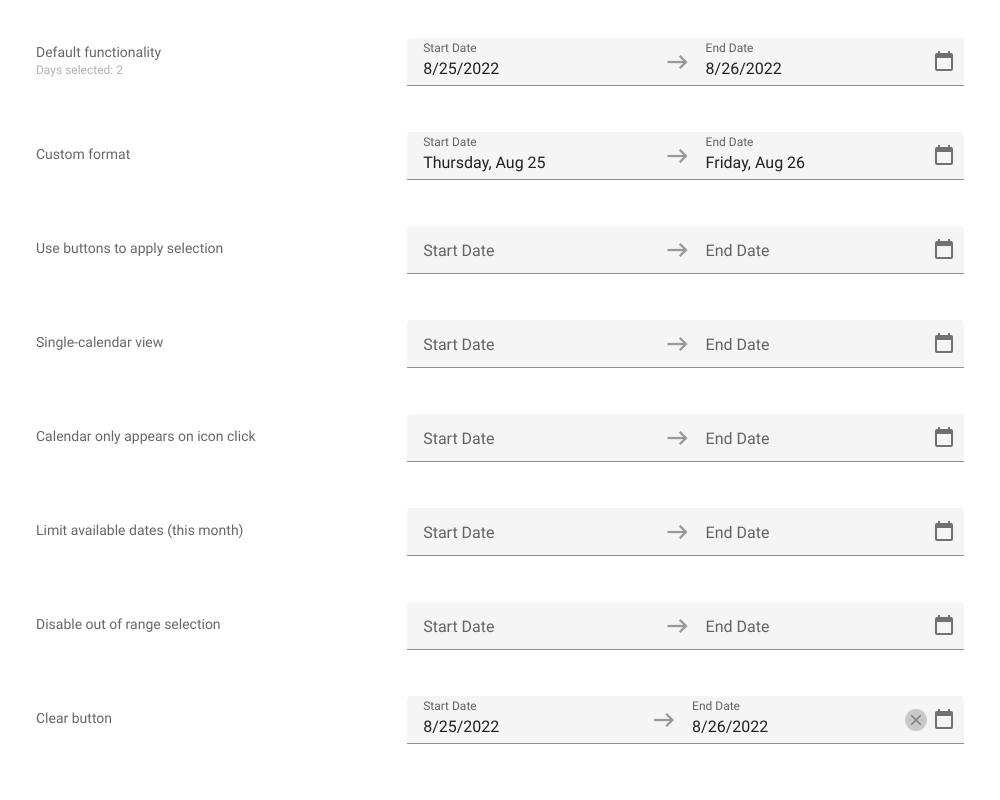 Default functionality
Days selected: 2
Start Date
8/25/2022
End Date
8/26/2022
Custom format
Start Date
Thursday, Aug 25
End Date
Friday, Aug 26
Use buttons to apply selection
Start Date
End Date
Single-calendar view
Start Date
End Date
Calendar only appears on icon click
Start Date
End Date
Limit available dates (this month)
Start Date
End Date
Disable out of range selection
Start Date
End Date
Clear button
Start Date
8/25/2022
End Date
8/26/2022